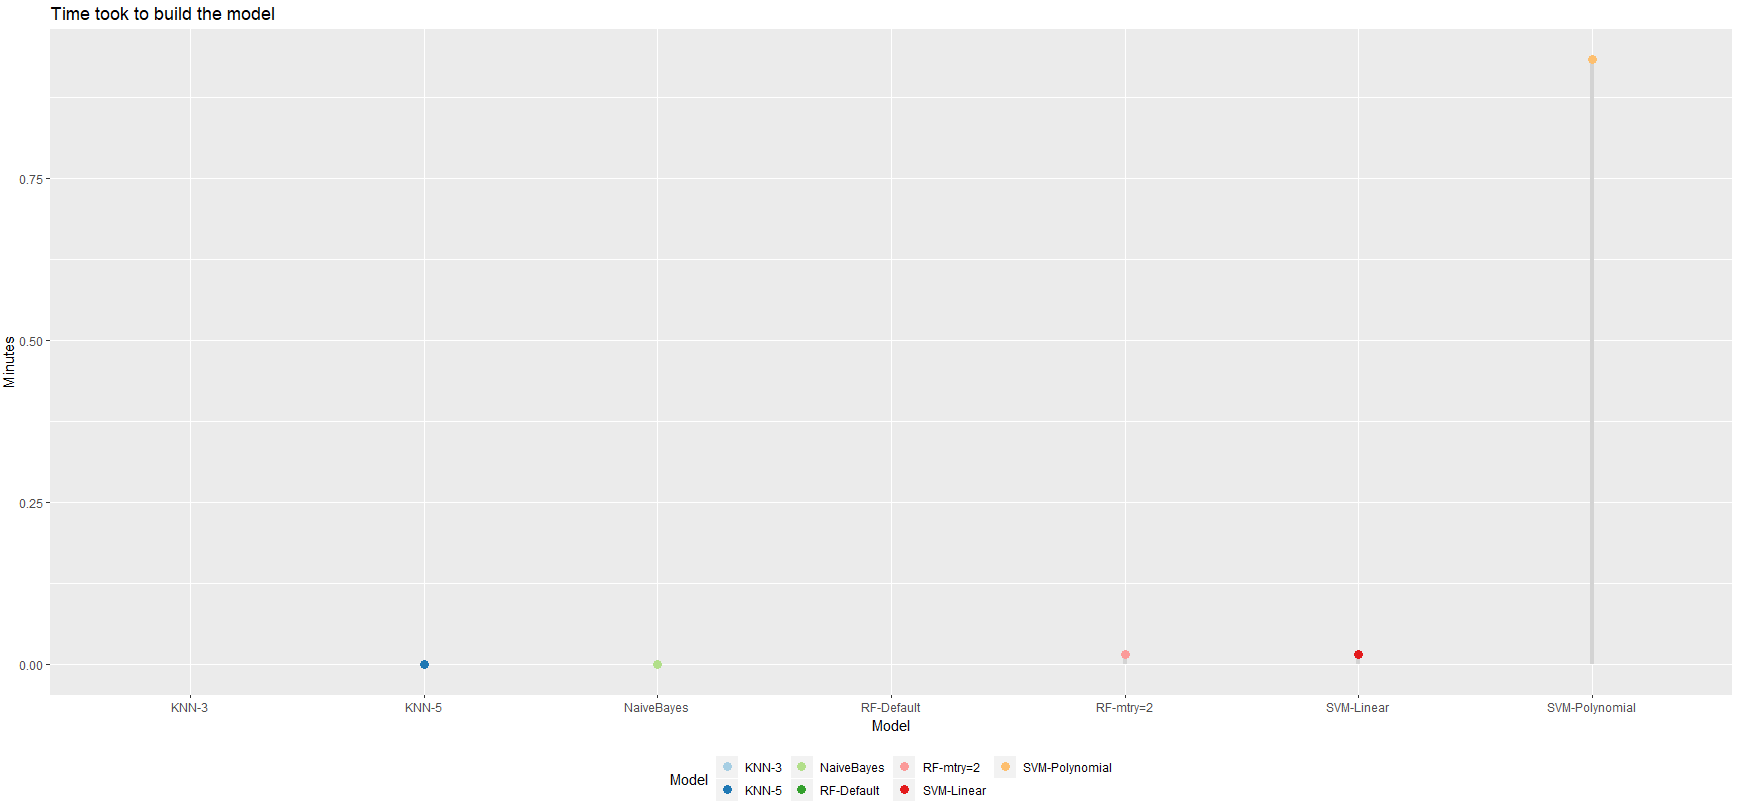 Time took to build the model
Minutes
0.75
0.50
0.25
0.00
KNN-3 KNN-5 NaiveBayes RF-Default RF-mtry=2 SVM-Linear SVM-Polynomial
Model
Model KNN-3 NaiveBayes RF-mtry=2 SVM-Polynomial
KNN-5 RF-Default SVM-Linear